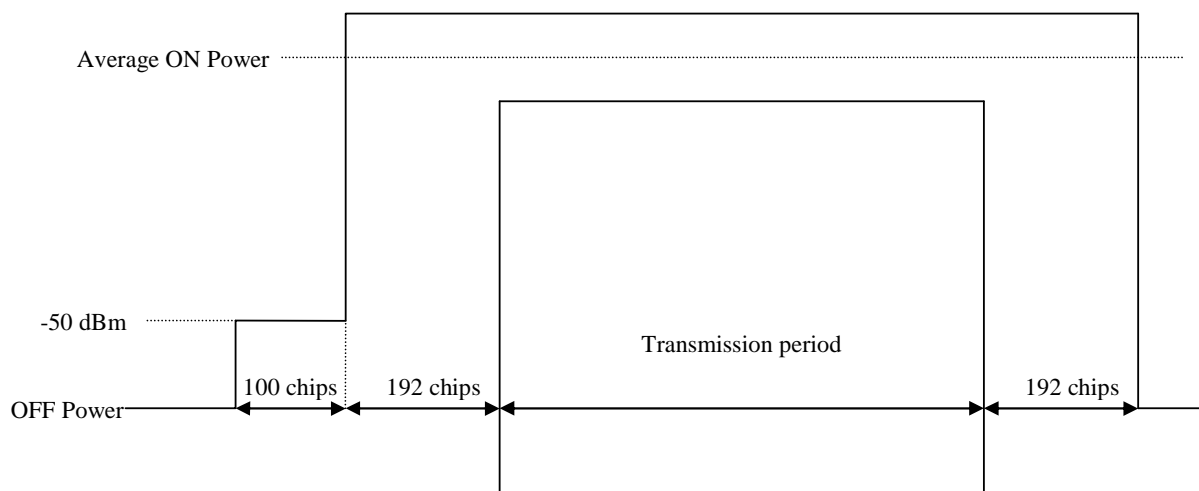 Average ON Power
-50 dBm
Transmission period
100 chips
192 chips
192 chips
OFF Power